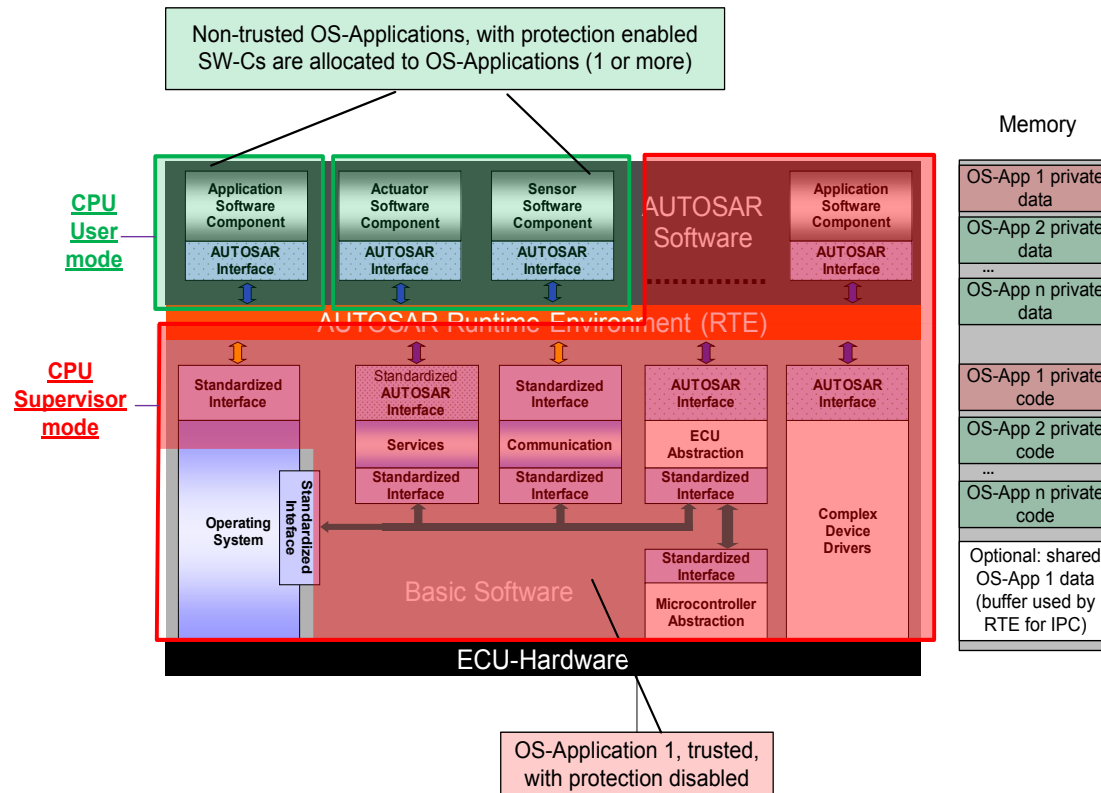 Non-trusted OS-Applications, with protection enabled
SW-Cs are allocated to OS-Applications (1 or more)
Memory
CPU
User
mode
Application
Software
Component
AUTOSAR
Interface
Actuator
Software
Component
AUTOSAR
Interface
Sensor
Software
Component
AUTOSAR
Interface
AUTOSAR
Software
Application
Software
Component
AUTOSAR
Interface
AUTOSAR Runtime Environment (RTE)
CPU
Supervisor
mode
Standardized
Interface
Operating
System
Standardized
Inteface
Standardized
AUTOSAR
Interface
Services
Standardized
Interface
Standardized
Interface
Communication
Standardized
Interface
AUTOSAR
Interface
ECU
Abstraction
Standardized
Interface
Standardized
Interface
Microcontroller
Abstraction
AUTOSAR
Interface
Complex
Device
Drivers
Basic Software
ECU-Hardware
OS-Application 1, trusted,
with protection disabled
OS-App 1 private
data
OS-App 2 private
data
...
OS-App n private
data
OS-App 1 private
code
OS-App 2 private
code
...
OS-App n private
code
Optional: shared
OS-App 1 data
(buffer used by
RTE for IPC)